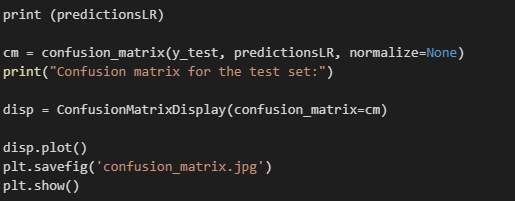 print (predictionsLR)
cm = confusion_matrix(y_test, predictionsLR, normalize=None)
print("Confusion matrix for the test set:")
disp = ConfusionMatrixDisplay(confusion_matrix=cm)
disp.plot()
plt.savefig('confusion_matrix.jpg')
plt.show()